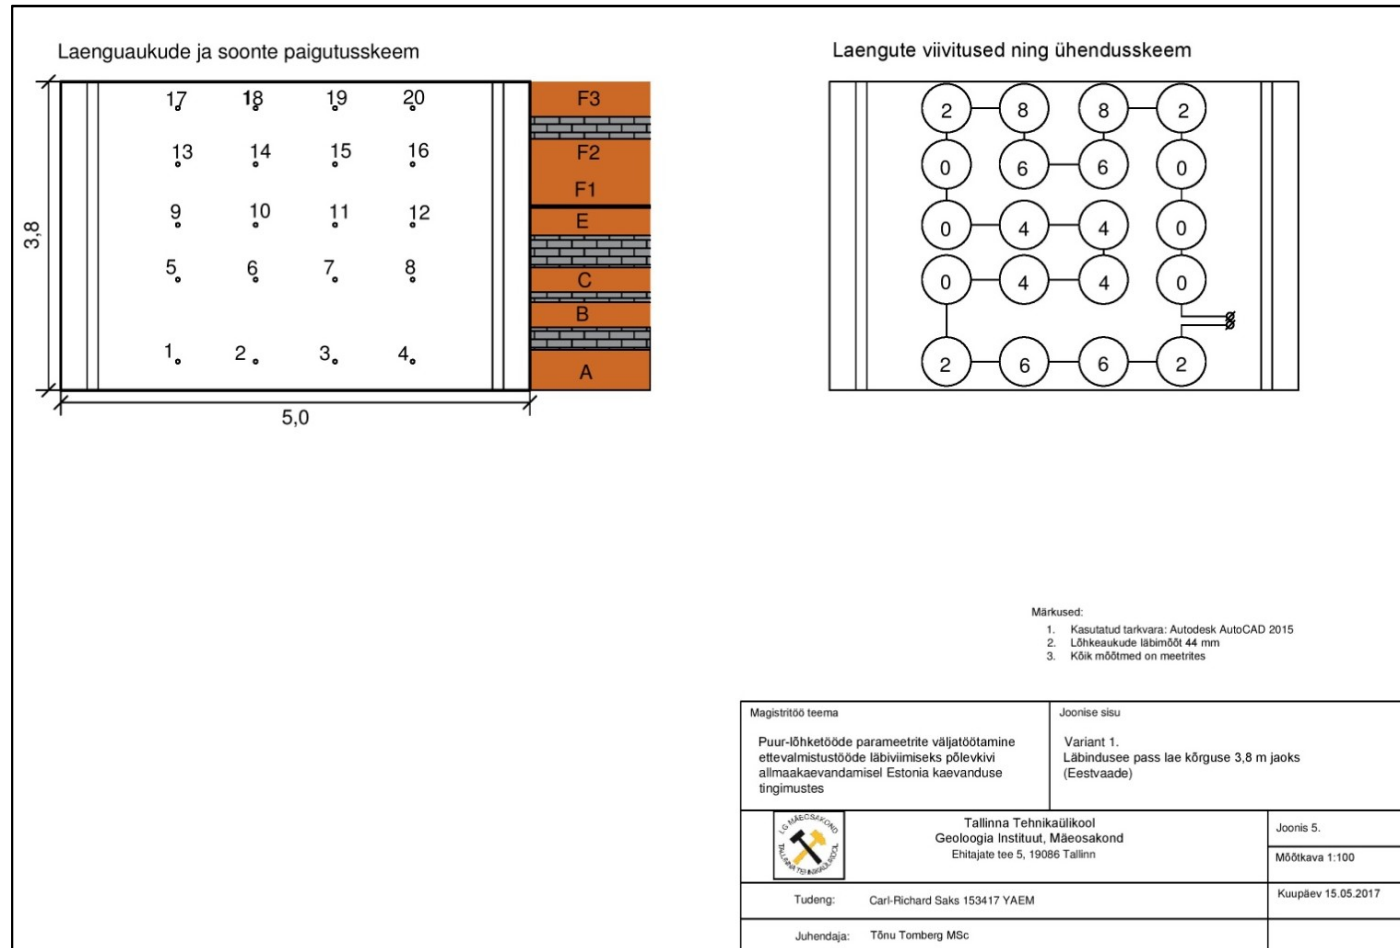 Laenguaukude ja soonte paigutusskeem
17 18 19 20
13 14 15 16
9 10 11 12
5 6 7 8
1 2 3 4
3,8
5,0
F3
F2
F1
E
C
B
A
Laengute viivitused ning ühendusskeem
2 8 8 2
0 6 6 0
0 4 4 0
0 4 4 0
2 6 6 2
Märkused:
1. Kasutatud tarkvara: Autodesk AutoCAD 2015
2. Lõhkeaukude läbimõõt 44 mm
3. Kõik mõõtmed on meetrites
Magistritöö teema
Puur-lõhketööde parameetrite väljatöötamine
ettevalmistustööde läbiviimiseks põlevkivi
allmaakaevandamisel Estonia kaevanduse
tingimustes
Joonise sisu
Variant 1.
Läbindusee pass lae kõrguse 3,8 m jaoks
(Eestvaade)
TALLINNA TEHNIKAÜLIKOOL
Tallinna Tehnikaülikool
Geoloogia Instituut, Mäeosakond
Ehitajate tee 5, 19086 Tallinn
Joonis 5.
Mõõtkava 1:100
Tudeng: Carl-Richard Saks 153417 YAEM
Kuupäev 15.05.2017
Juhendaja: Tõnu Tomberg MSc